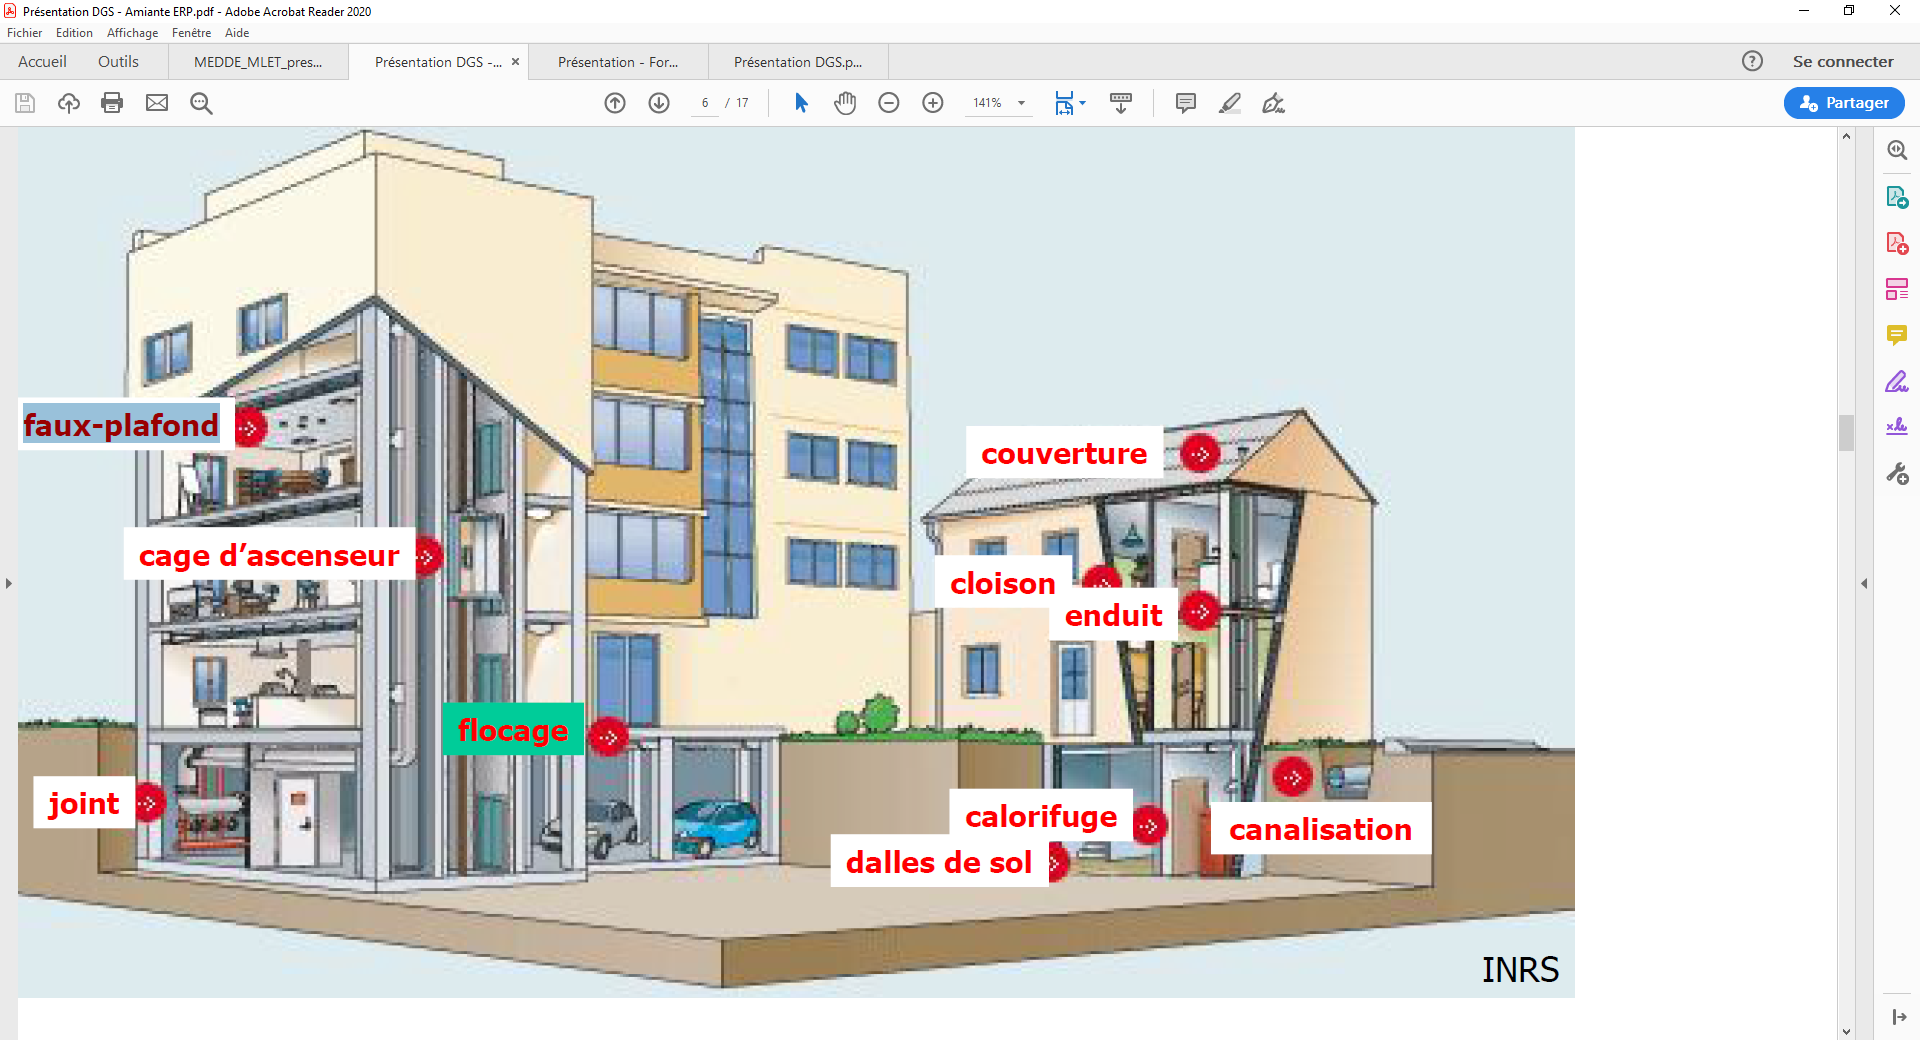 Présentation DGS - Amiante ERP.pdf - Adobe Acrobat Reader 2020
Fichier Edition Affichage Fenêtre Aide
Accueil Outils MEDDE_MLET_pres... Présentation DGS -... × Présentation - For... Présentation DGS.p... ? Se connecter
6 / 17 141% Partager
faux-plafond
couverture
cage d’ascenseur
cloison
enduit
flocage
joint
calorifuge
canalisation
dalles de sol
INRS